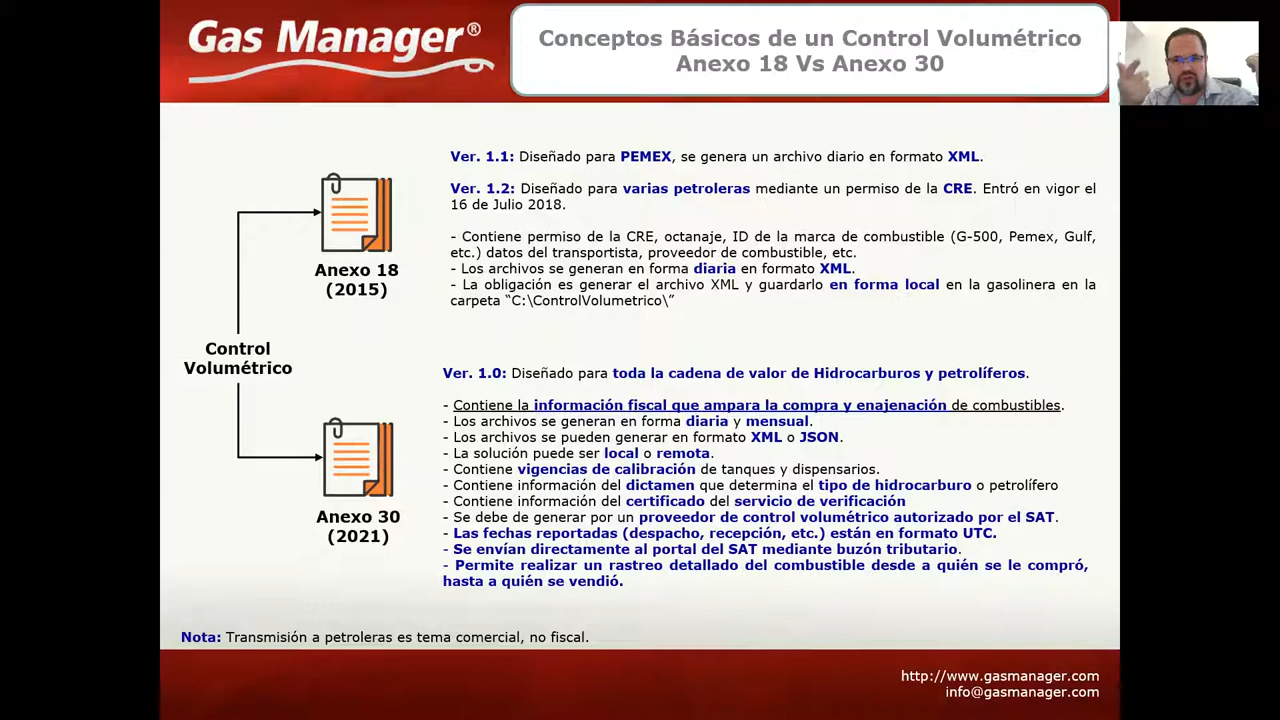 Gas Manager®
Conceptos Básicos de un Control Volumétrico
Anexo 18 Vs Anexo 30
Ver. 1.1: Diseñado para PEMEX, se genera un archivo diario en formato XML.
Ver. 1.2: Diseñado para varias petroleras mediante un permiso de la CRE. Entró en vigor el
16 de Julio 2018.
- Contiene permiso de la CRE, octanaje, ID de la marca de combustible (G-500, Pemex, Gulf,
etc.) datos del transportista, proveedor de combustible, etc.
- Los archivos se generan en forma diaria en formato XML.
- La obligación es generar el archivo XML y guardarlo en forma local en la gasolinera en la
carpeta “C:\ControlVolumetrico\”
Anexo 18
(2015)
Control
Volumétrico
Ver. 1.0: Diseñado para toda la cadena de valor de Hidrocarburos y petrolíferos.
- Contiene la información fiscal que ampara la compra y enajenación de combustibles.
- Los archivos se generan en forma diaria y mensual.
- Los archivos se pueden generar en formato XML o JSON.
- La solución puede ser local o remota.
- Contiene vigencias de calibración de tanques y dispensarios.
- Contiene información del dictamen que determina el tipo de hidrocarburo o petrolífero
- Contiene información del certificado del servicio de verificación
- Se debe de generar por un proveedor de control volumétrico autorizado por el SAT.
- Las fechas reportadas (despacho, recepción, etc.) están en formato UTC.
- Se envían directamente al portal del SAT mediante buzón tributario.
- Permite realizar un rastreo detallado del combustible desde a quién se le compró,
hasta a quién se vendió.
Anexo 30
(2021)
Nota: Transmisión a petroleras es tema comercial, no fiscal.
http://www.gasmanager.com
info@gasmanager.com